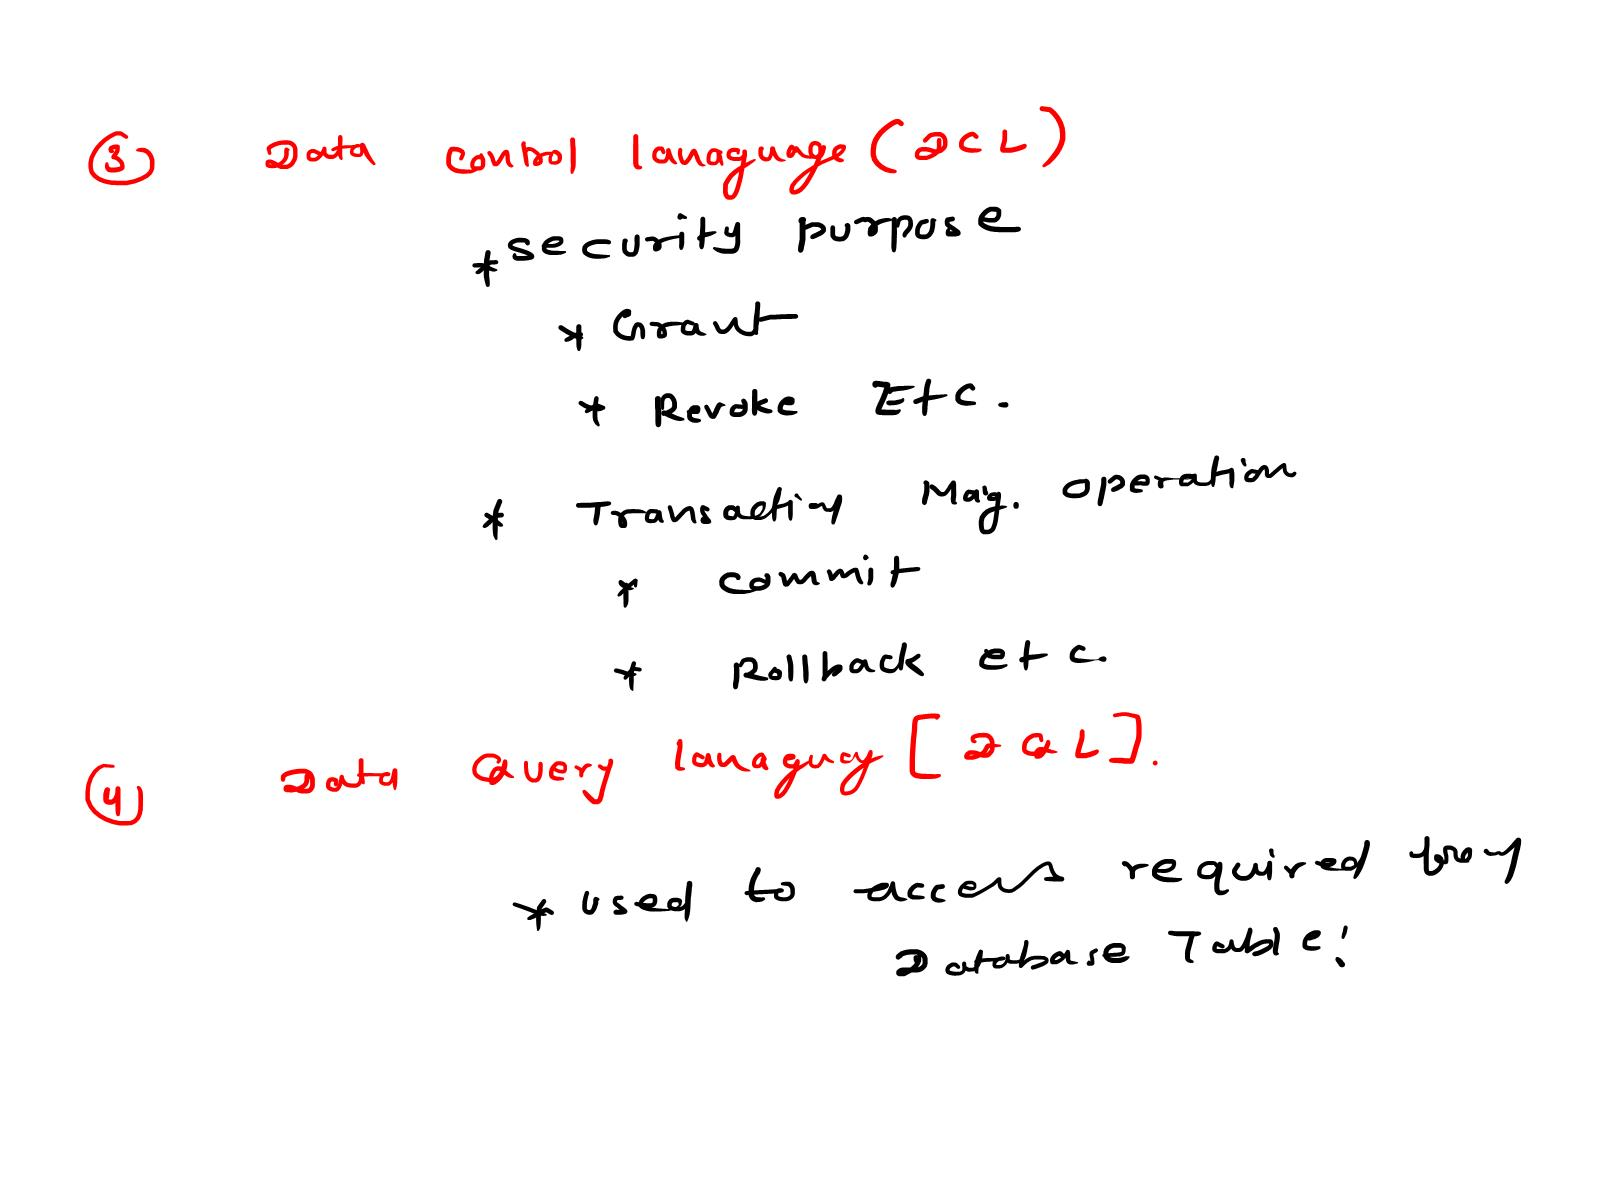 ③ Data Control lanaguage (DCL)
* Security purpose
* Grant
* Revoke Etc.
* Transaction Mag. operation
* Commit
* Rollback etc.
④ Data Query lanaguay [DQL].
* used to access required from
Database Table: